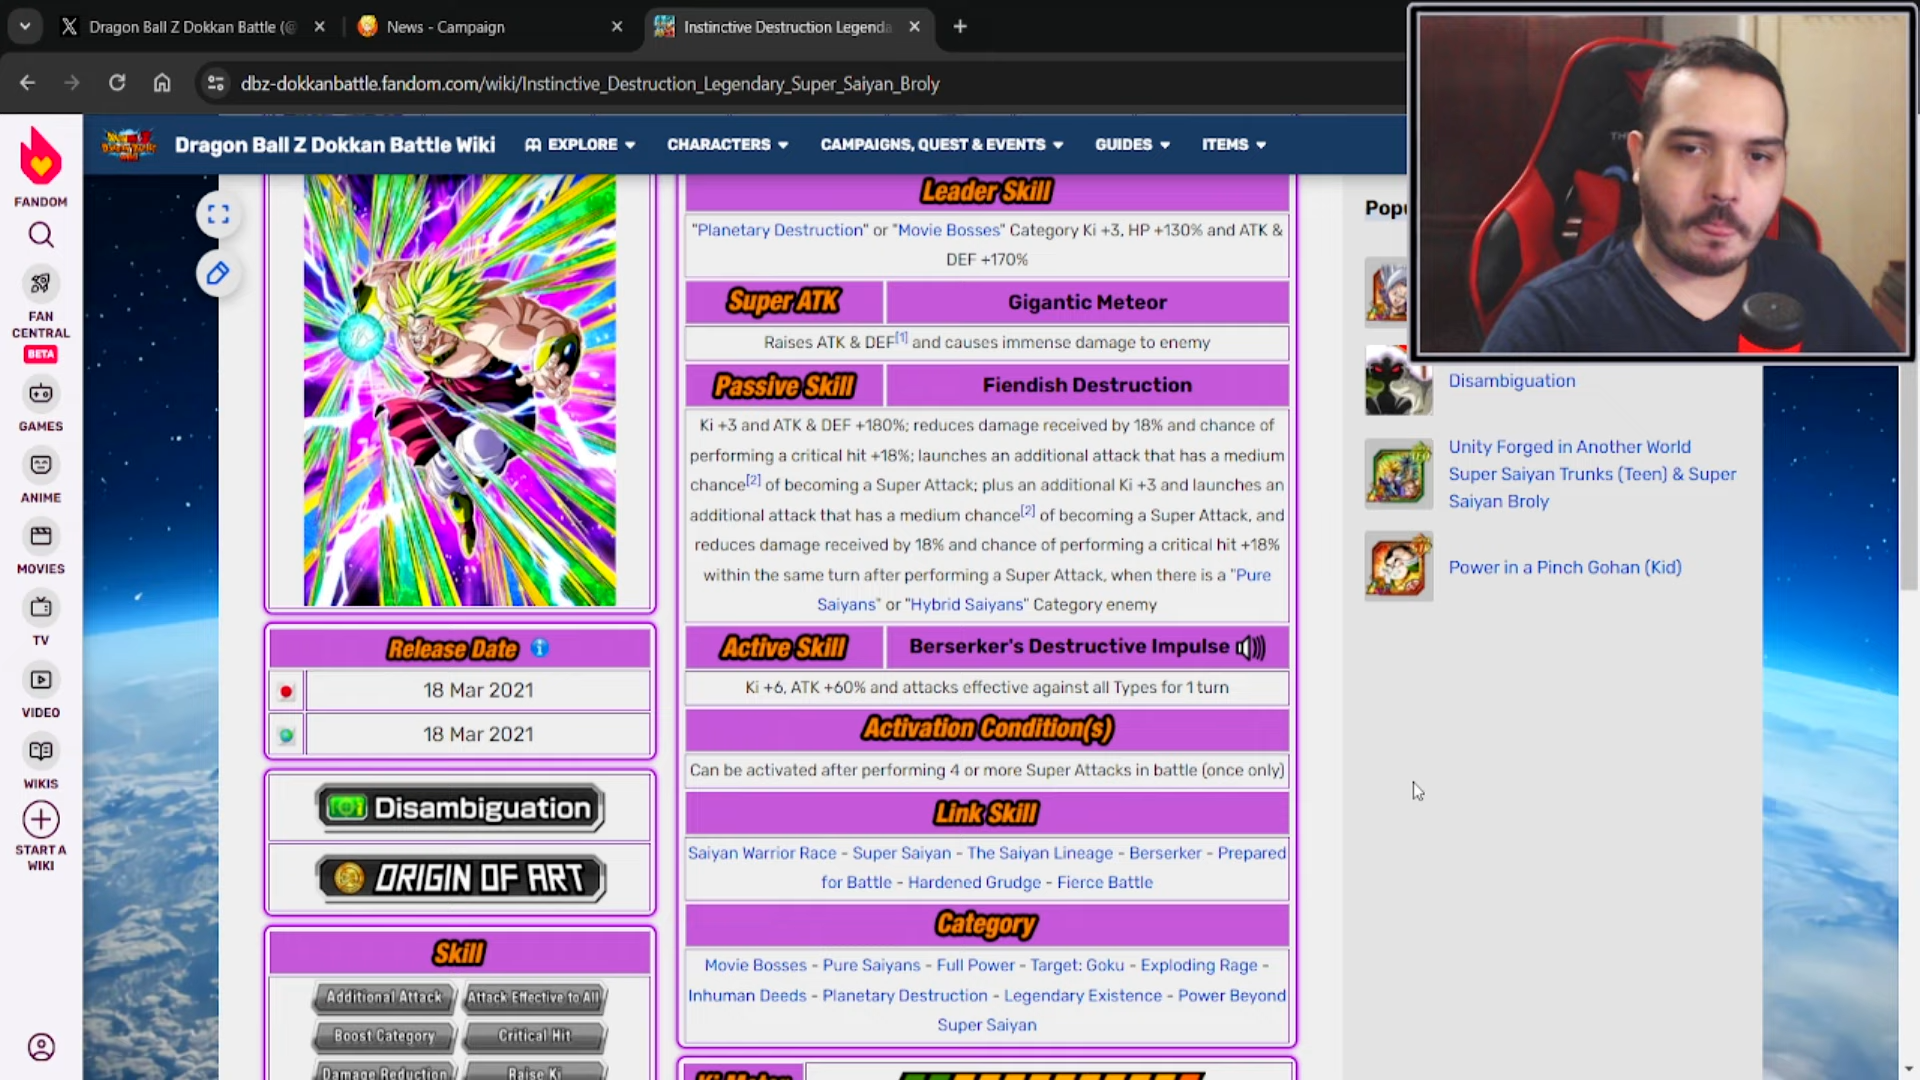 Dragon Ball Z Dokkan Battle (@
News - Campaign
Instinctive Destruction Legenda
dbz-dokkanbattle.fandom.com/wiki/Instinctive_Destruction_Legendary_Super_Saiyan_Broly
Dragon Ball Z Dokkan Battle Wiki
EXPLORE
CHARACTERS
CAMPAIGNS, QUEST & EVENTS
GUIDES
ITEMS
FANDOM
FAN
CENTRAL
BETA
GAMES
ANIME
MOVIES
TV
VIDEO
WIKIS
START A
WIKI
Release Date
18 Mar 2021
18 Mar 2021
Disambiguation
ORIGIN OF ART
Skill
Additional Attack
Attack Effective to All
Boost Category
Critical Hit
Damage Reduction
Raise Ki
Leader Skill
"Planetary Destruction" or "Movie Bosses" Category Ki +3, HP +130% and ATK &
DEF +170%
Super ATK
Gigantic Meteor
Raises ATK & DEF[1] and causes immense damage to enemy
Passive Skill
Fiendish Destruction
Ki +3 and ATK & DEF +180%; reduces damage received by 18% and chance of
performing a critical hit +18%; launches an additional attack that has a medium
chance[2] of becoming a Super Attack; plus an additional Ki +3 and launches an
additional attack that has a medium chance[2] of becoming a Super Attack, and
reduces damage received by 18% and chance of performing a critical hit +18%
within the same turn after performing a Super Attack, when there is a "Pure
Saiyans" or "Hybrid Saiyans" Category enemy
Active Skill
Berserker's Destructive Impulse
Ki +6, ATK +60% and attacks effective against all Types for 1 turn
Activation Condition(s)
Can be activated after performing 4 or more Super Attacks in battle (once only)
Link Skill
Saiyan Warrior Race - Super Saiyan - The Saiyan Lineage - Berserker - Prepared
for Battle - Hardened Grudge - Fierce Battle
Category
Movie Bosses - Pure Saiyans - Full Power - Target: Goku - Exploding Rage -
Inhuman Deeds - Planetary Destruction - Legendary Existence - Power Beyond
Super Saiyan
Ki Meter
Popu
Disambiguation
Unity Forged in Another World
Super Saiyan Trunks (Teen) & Super
Saiyan Broly
Power in a Pinch Gohan (Kid)